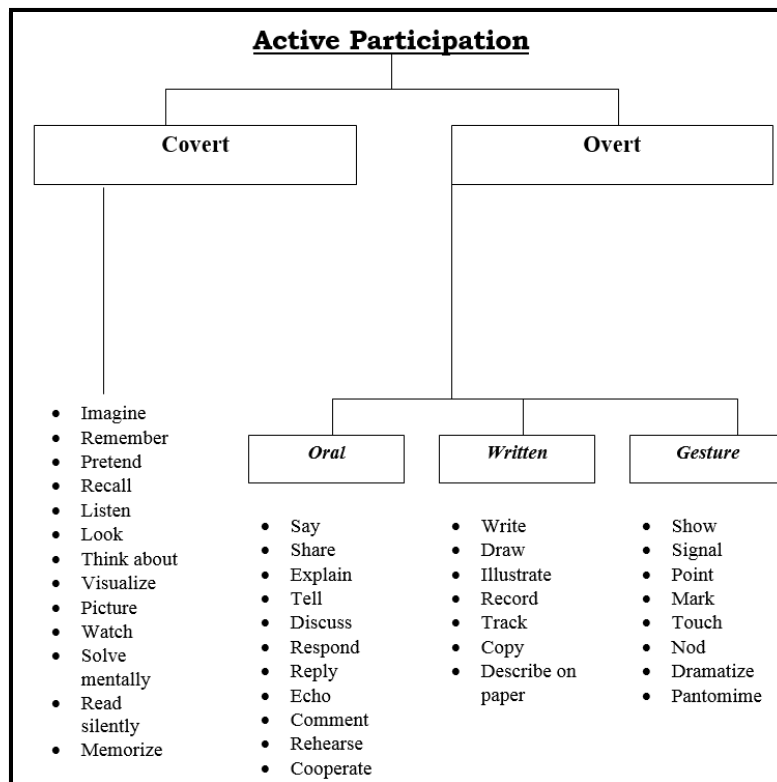 Active Participation
Covert
Overt
• Imagine
• Remember
• Pretend
• Recall
• Listen
• Look
• Think about
• Visualize
• Picture
• Watch
• Solve
mentally
• Read
silently
• Memorize
Oral
• Say
• Share
• Explain
• Tell
• Discuss
• Respond
• Reply
• Echo
• Comment
• Rehearse
• Cooperate
Written
• Write
• Draw
• Illustrate
• Record
• Track
• Copy
• Describe on
paper
Gesture
• Show
• Signal
• Point
• Mark
• Touch
• Nod
• Dramatize
• Pantomime